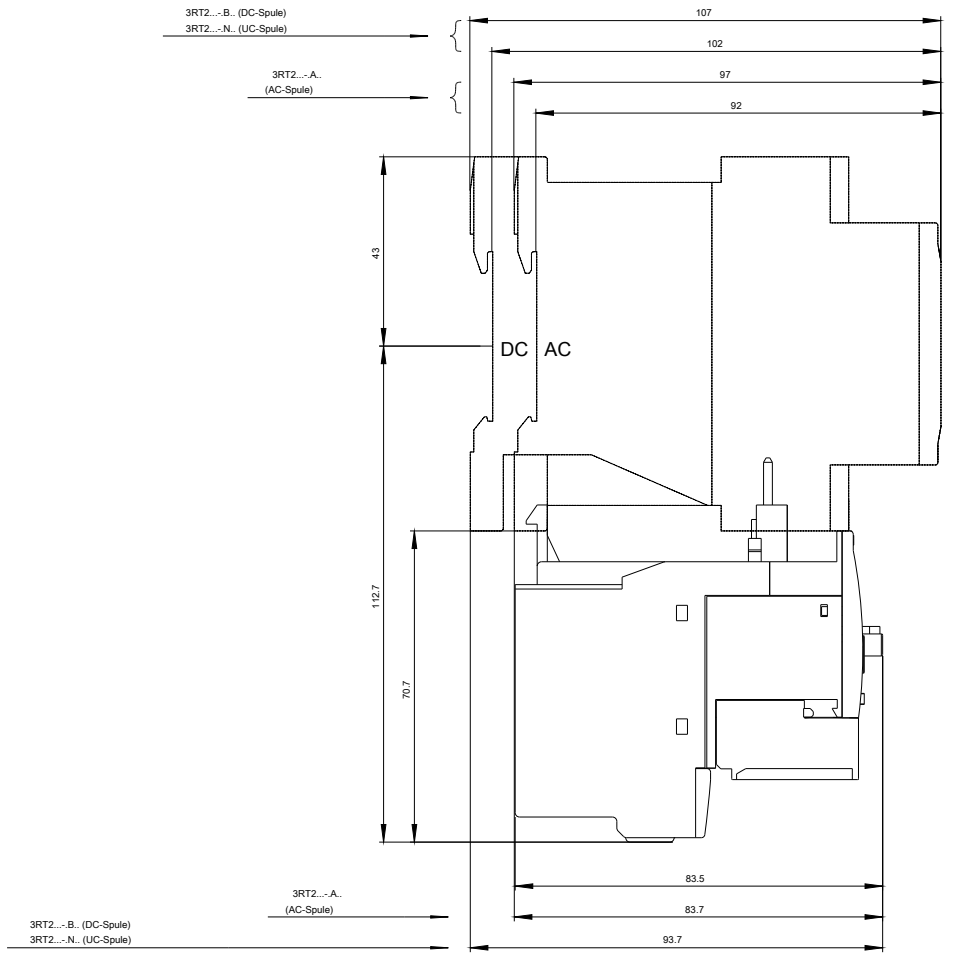 3RT2...-.B.. (DC-Spule)
3RT2...-.N.. (UC-Spule)
107
102
3RT2...-.A..
(AC-Spule)
97
92
43
DC AC
112.7
70.7
83.5
3RT2...-.A..
(AC-Spule)
83.7
3RT2...-.B.. (DC-Spule)
3RT2...-.N.. (UC-Spule)
93.7